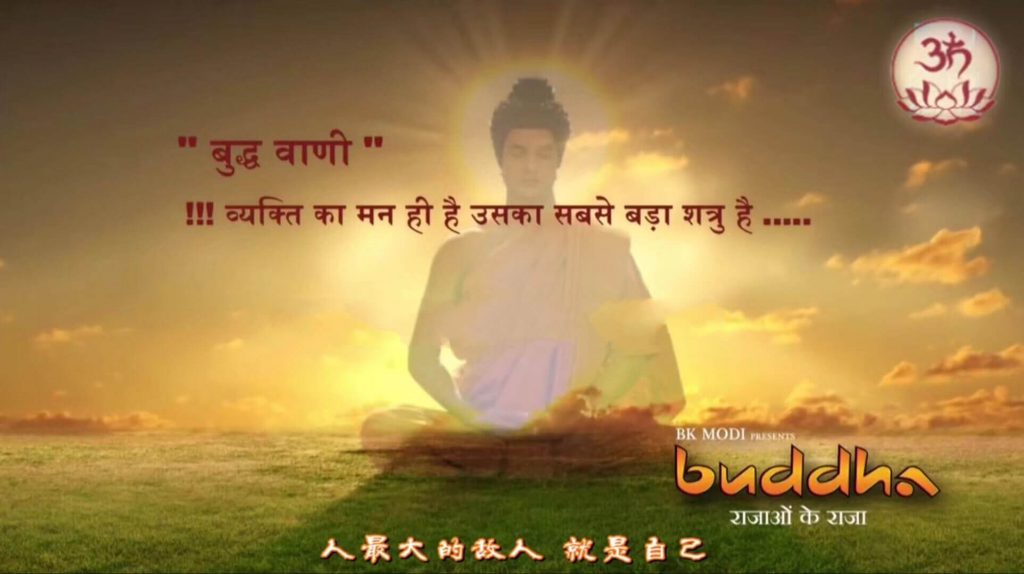 " बुद्ध वाणी "
!!! व्यक्ति का मन ही है उसका सबसे बड़ा शत्रु है .....
BK MODI PRESENTS
buddha
राजाओं के राजा
人最大的敌人 就是自己